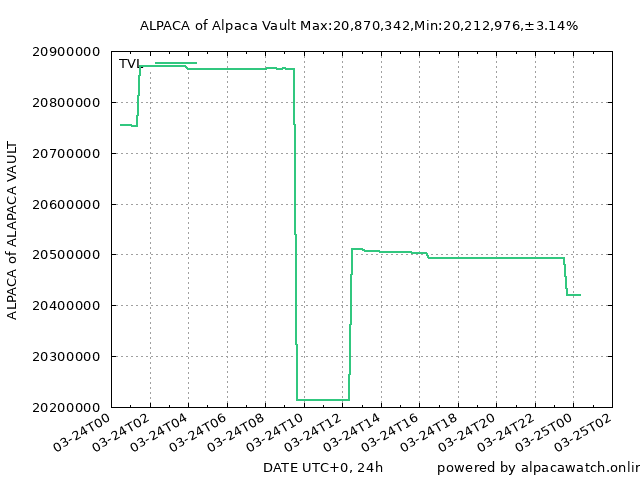 ALPACA of Alpaca Vault Max:20,870,342,Min:20,212,976,±3.14%
20900000
TVL
20800000
20700000
20600000
20500000
20400000
20300000
20200000
ALPACA of ALAPACA VAULT
03-24T00
03-24T02
03-24T04
03-24T06
03-24T08
03-24T10
03-24T12
03-24T14
03-24T16
03-24T18
03-24T20
03-24T22
03-25T00
03-25T02
DATE UTC+0, 24h
powered by alpacawatch.onlin